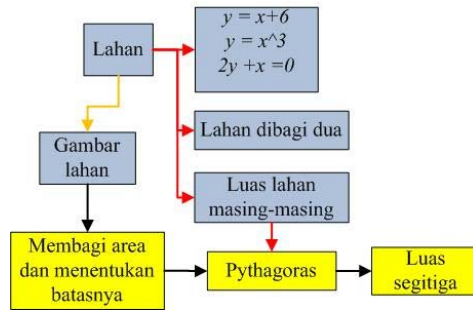 y = x+6
y = x^3
2y +x =0
Lahan
Lahan dibagi dua
Gambar
lahan
Luas lahan
masing-masing
Membagi area
dan menentukan
batasnya
Pythagoras
Luas
segitiga